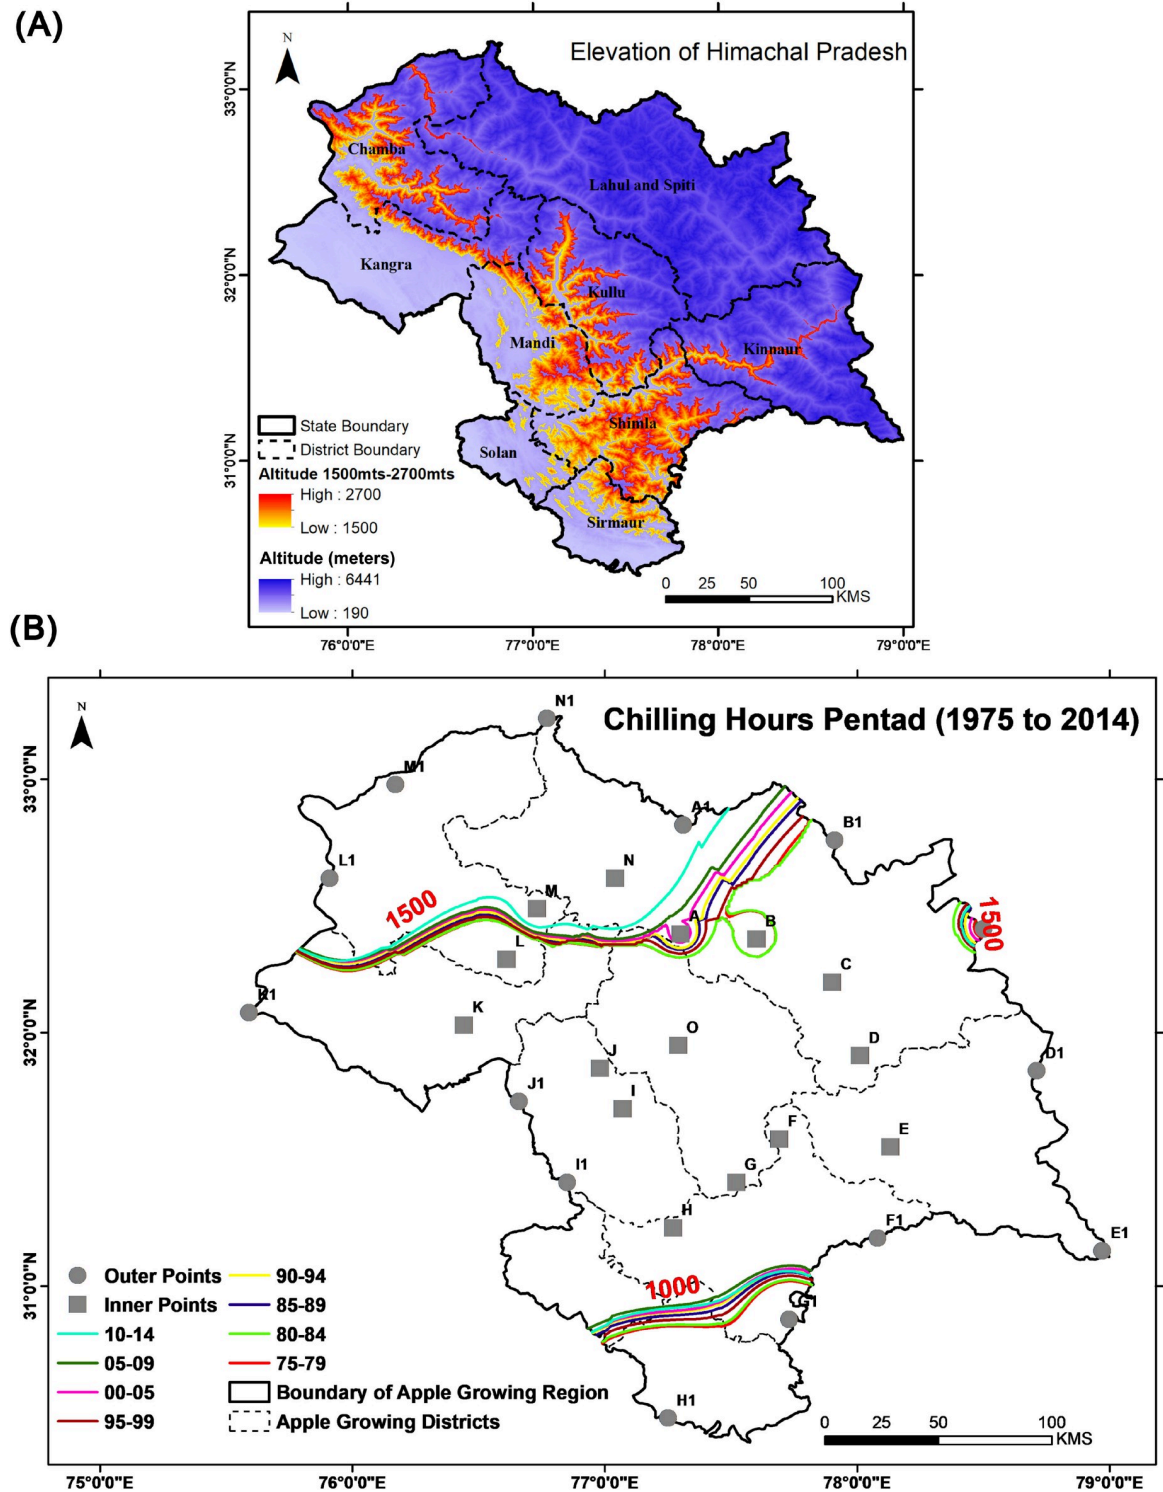 (A)
N
Elevation of Himachal Pradesh
33°0'0"N
32°0'0"N
31°0'0"N
Chamba
Lahul and Spiti
Kangra
Kullu
Mandi
Kinnaur
Shimla
Solan
Sirmaur
State Boundary
District Boundary
Altitude 1500mts-2700mts
High : 2700
Low : 1500
Altitude (meters)
High : 6441
Low : 190
0 25 50 100
KMS
76°0'0"E 77°0'0"E 78°0'0"E 79°0'0"E
(B)
N
Chilling Hours Pentad (1975 to 2014)
33°0'0"N
32°0'0"N
31°0'0"N
N1
M1
A1
B1
L1
N
M
1500
A
B
1500
L
C
K1
K
O
D
D1
J
J1
I
F
E
I1
G
H
F1
E1
1000
G1
H1
Outer Points
Inner Points
10-14
05-09
00-05
95-99
90-94
85-89
80-84
75-79
Boundary of Apple Growing Region
Apple Growing Districts
0 25 50 100
KMS
75°0'0"E 76°0'0"E 77°0'0"E 78°0'0"E 79°0'0"E